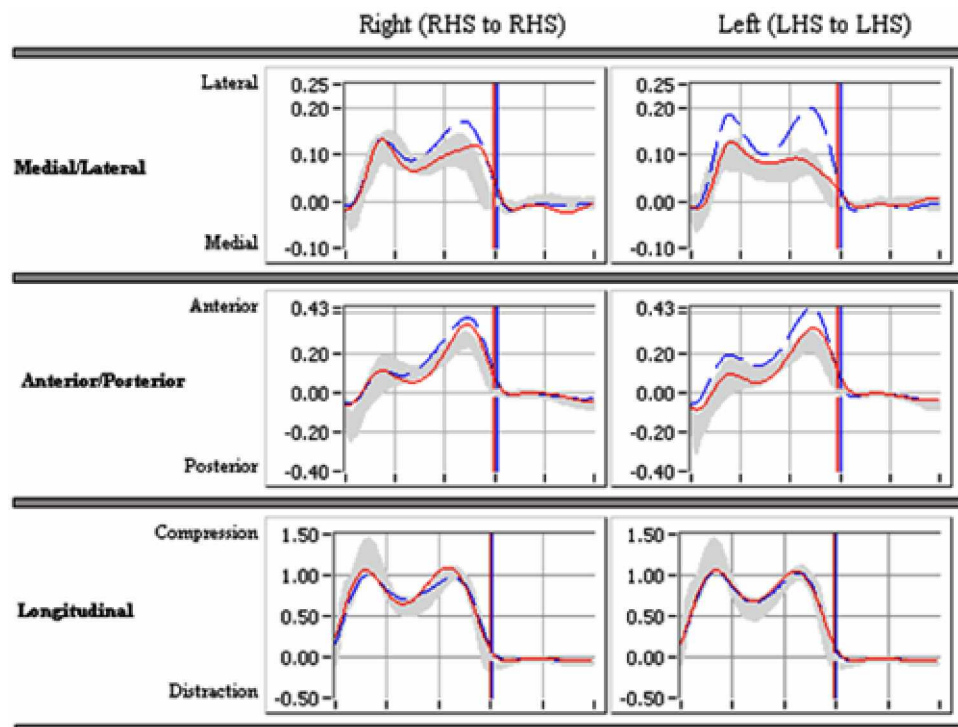 Right (RHS to RHS) Left (LHS to LHS)
Lateral 0.25 0.25
0.20 0.20
Medial/Lateral 0.10 0.10
0.00 0.00
Medial -0.10 -0.10
Anterior 0.43 0.43
0.20 0.20
Anterior/Posterior 0.00 0.00
-0.20 -0.20
Posterior -0.40 -0.40
Compression 1.50 1.50
1.00 1.00
Longitudinal 0.50 0.50
0.00 0.00
Distraction -0.50 -0.50